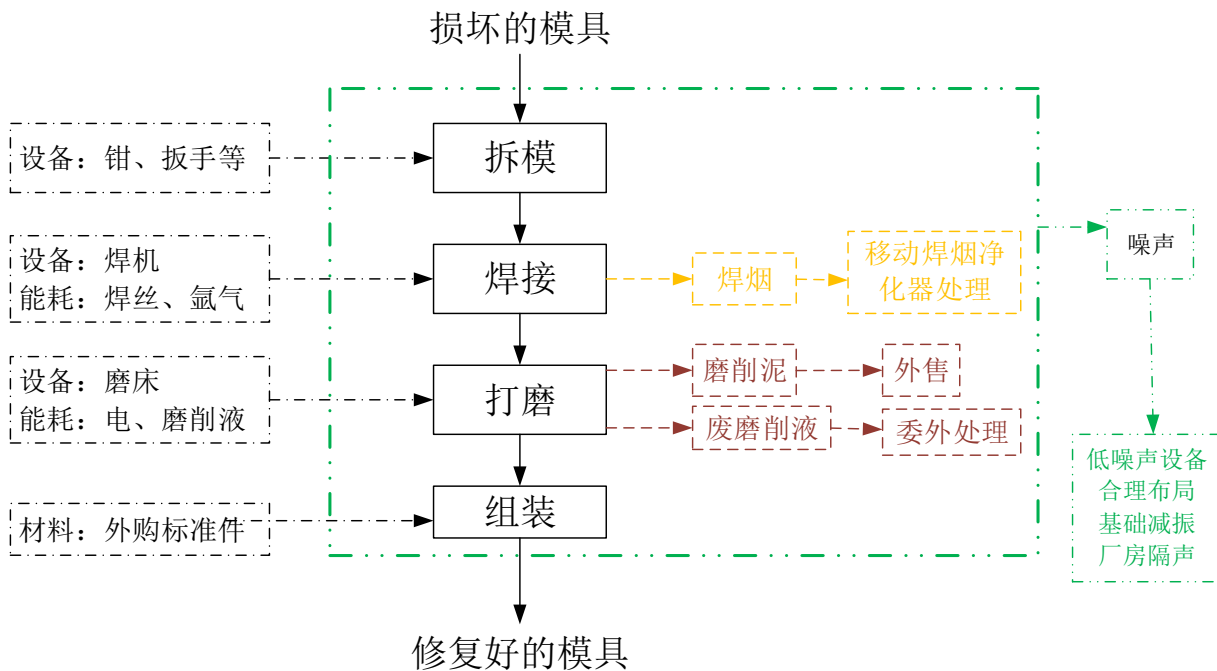 损坏的模具
设备：钳、扳手等
拆模
设备：焊机
能耗：焊丝、氩气
焊接
焊烟
移动焊烟净
化器处理
噪声
设备：磨床
能耗：电、磨削液
打磨
磨削泥
外售
废磨削液
委外处理
低噪声设备
合理布局
基础减振
厂房隔声
材料：外购标准件
组装
修复好的模具